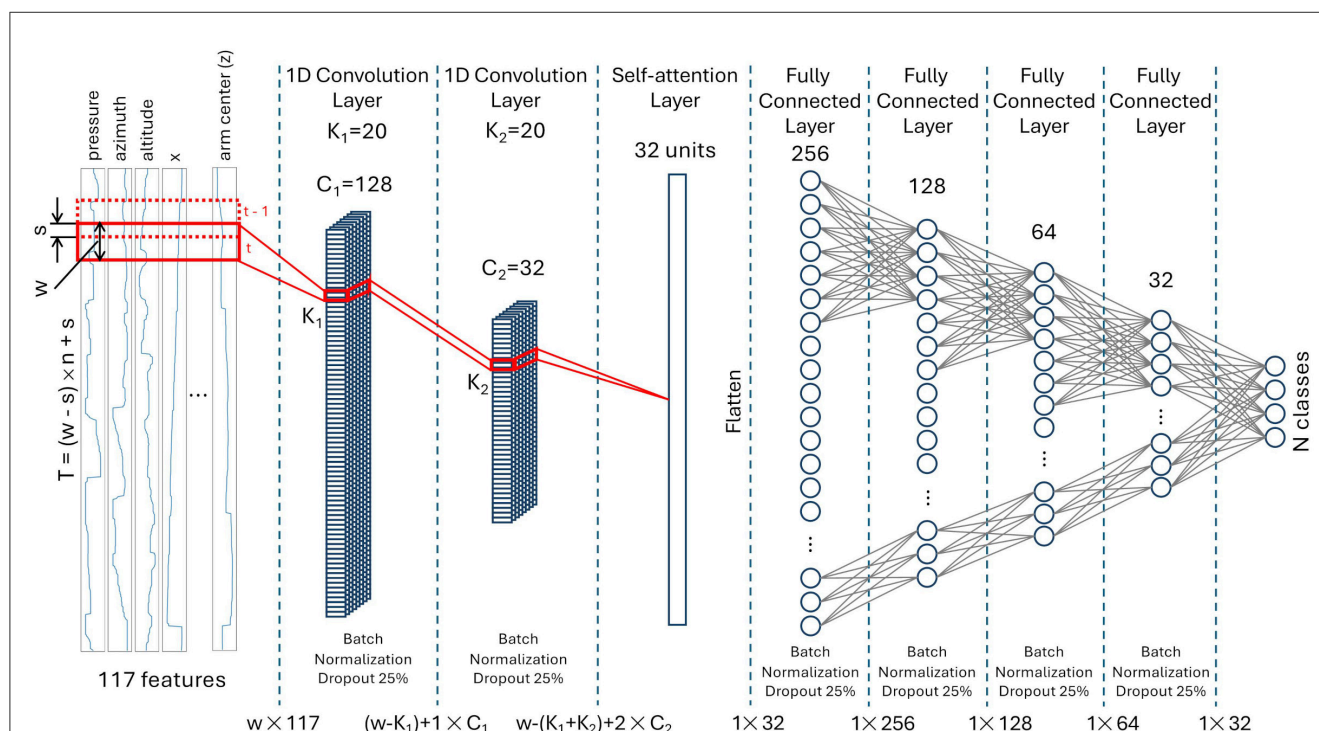 pressure
azimuth
altitude
x
arm center (z)
...
t - 1
t
s
w
T = (w - s) × n + s
117 features
1D Convolution
Layer
K₁=20
C₁=128
K₁
Batch
Normalization
Dropout 25%
1D Convolution
Layer
K₂=20
C₂=32
K₂
Batch
Normalization
Dropout 25%
Self-attention
Layer
32 units
Flatten
Fully
Connected
Layer
256
...
Batch
Normalization
Dropout 25%
Fully
Connected
Layer
128
...
Batch
Normalization
Dropout 25%
Fully
Connected
Layer
64
...
Batch
Normalization
Dropout 25%
Fully
Connected
Layer
32
...
Batch
Normalization
Dropout 25%
N classes
w × 117
(w-K₁)+1 × C₁
w-(K₁+K₂)+2 × C₂
1 × 32
1 × 256
1 × 128
1 × 64
1 × 32